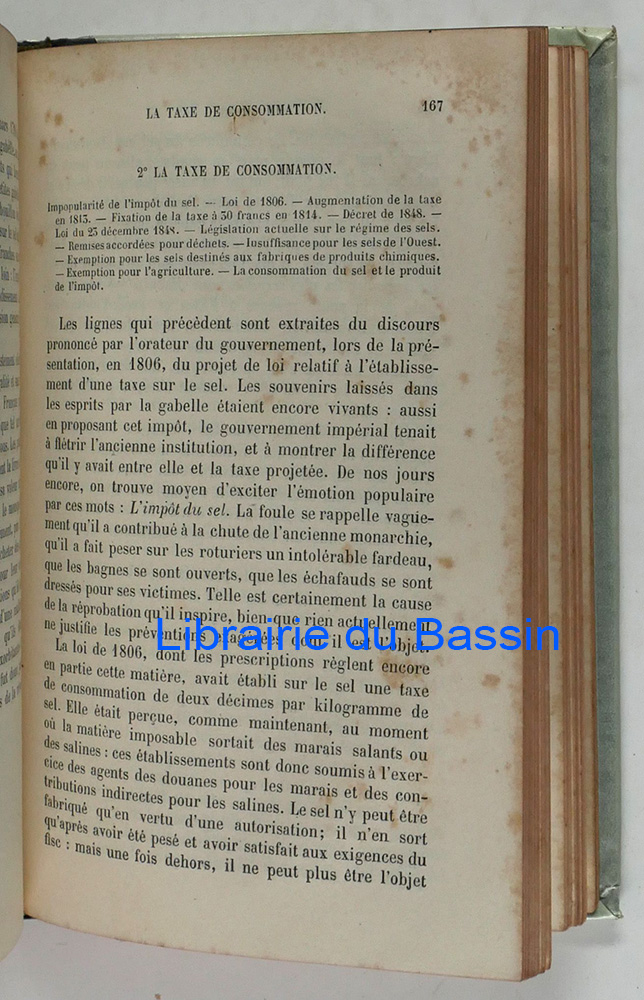 LA TAXE DE CONSOMMATION. 167
2º LA TAXE DE CONSOMMATION.
Impopularité de l'impôt du sel. — Loi de 1806. — Augmentation de la taxe
en 1813. — Fixation de la taxe à 30 francs en 1814. — Décret de 1848. —
Loi du 23 décembre 1848. — Législation actuelle sur le régime des sels.
— Remises accordées pour déchets. — Insuffisance pour les sels de l'Ouest.
— Exemption pour les sels destinés aux fabriques de produits chimiques.
— Exemption pour l'agriculture. — La consommation du sel et le produit
de l'impôt.
Les lignes qui précèdent sont extraites du discours
prononcé par l'orateur du gouvernement, lors de la pré-
sentation, en 1806, du projet de loi relatif à l'établisse-
ment d'une taxe sur le sel. Les souvenirs laissés dans
les esprits par la gabelle étaient encore vivants : aussi
en proposant cet impôt, le gouvernement impérial tenait
à flétrir l'ancienne institution, et à montrer la différence
qu'il y avait entre elle et la taxe projetée. De nos jours
encore, on trouve moyen d'exciter l'émotion populaire
par ces mots : L'impôt du sel. La foule se rappelle vague-
ment qu'il a contribué à la chute de l'ancienne monarchie,
qu'il a fait peser sur les roturiers un intolérable fardeau,
que les bagnes se sont ouverts, que les échafauds se sont
dressés pour ses victimes. Telle est certainement la cause
de la réprobation qu'il inspire, bien que rien actuellement
ne justifie les préventions exagérées dont il est l'objet.
Librairie du Bassin
La loi de 1806, dont les prescriptions règlent encore
en partie cette matière, avait établi sur le sel une taxe
de consommation de deux décimes par kilogramme de
sel. Elle était perçue, comme maintenant, au moment
où la matière imposable sortait des marais salants ou
des salines : ces établissements sont donc soumis à l'exer-
cice des agents des douanes pour les marais et des con-
tributions indirectes pour les salines. Le sel n'y peut être
fabriqué qu'en vertu d'une autorisation; il n'en sort
qu'après avoir été pesé et avoir satisfait aux exigences du
fisc : mais une fois dehors, il ne peut plus être l'objet